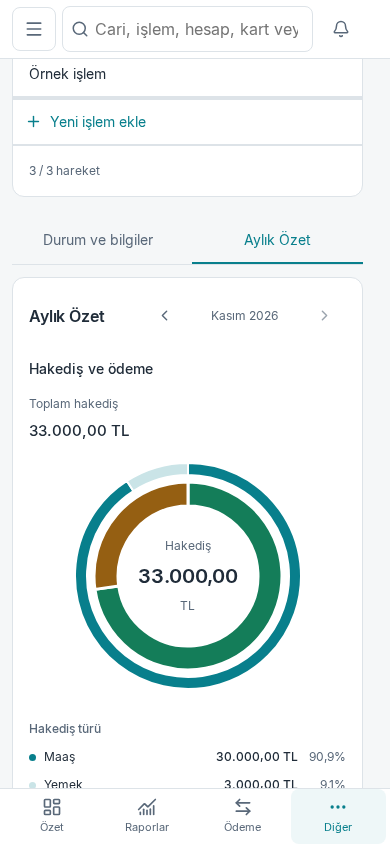 Cari, işlem, hesap, kart vey
Örnek işlem
Yeni işlem ekle
3 / 3 hareket
Durum ve bilgiler
Aylık Özet
Aylık Özet
Kasım 2026
Hakediş ve ödeme
Toplam hakediş
33.000,00 TL
Hakediş
33.000,00
TL
Hakediş türü
Maaş 30.000,00 TL 90,9%
Yemek 3.000,00 TL 9,1%
Özet
Raporlar
Ödeme
Diğer